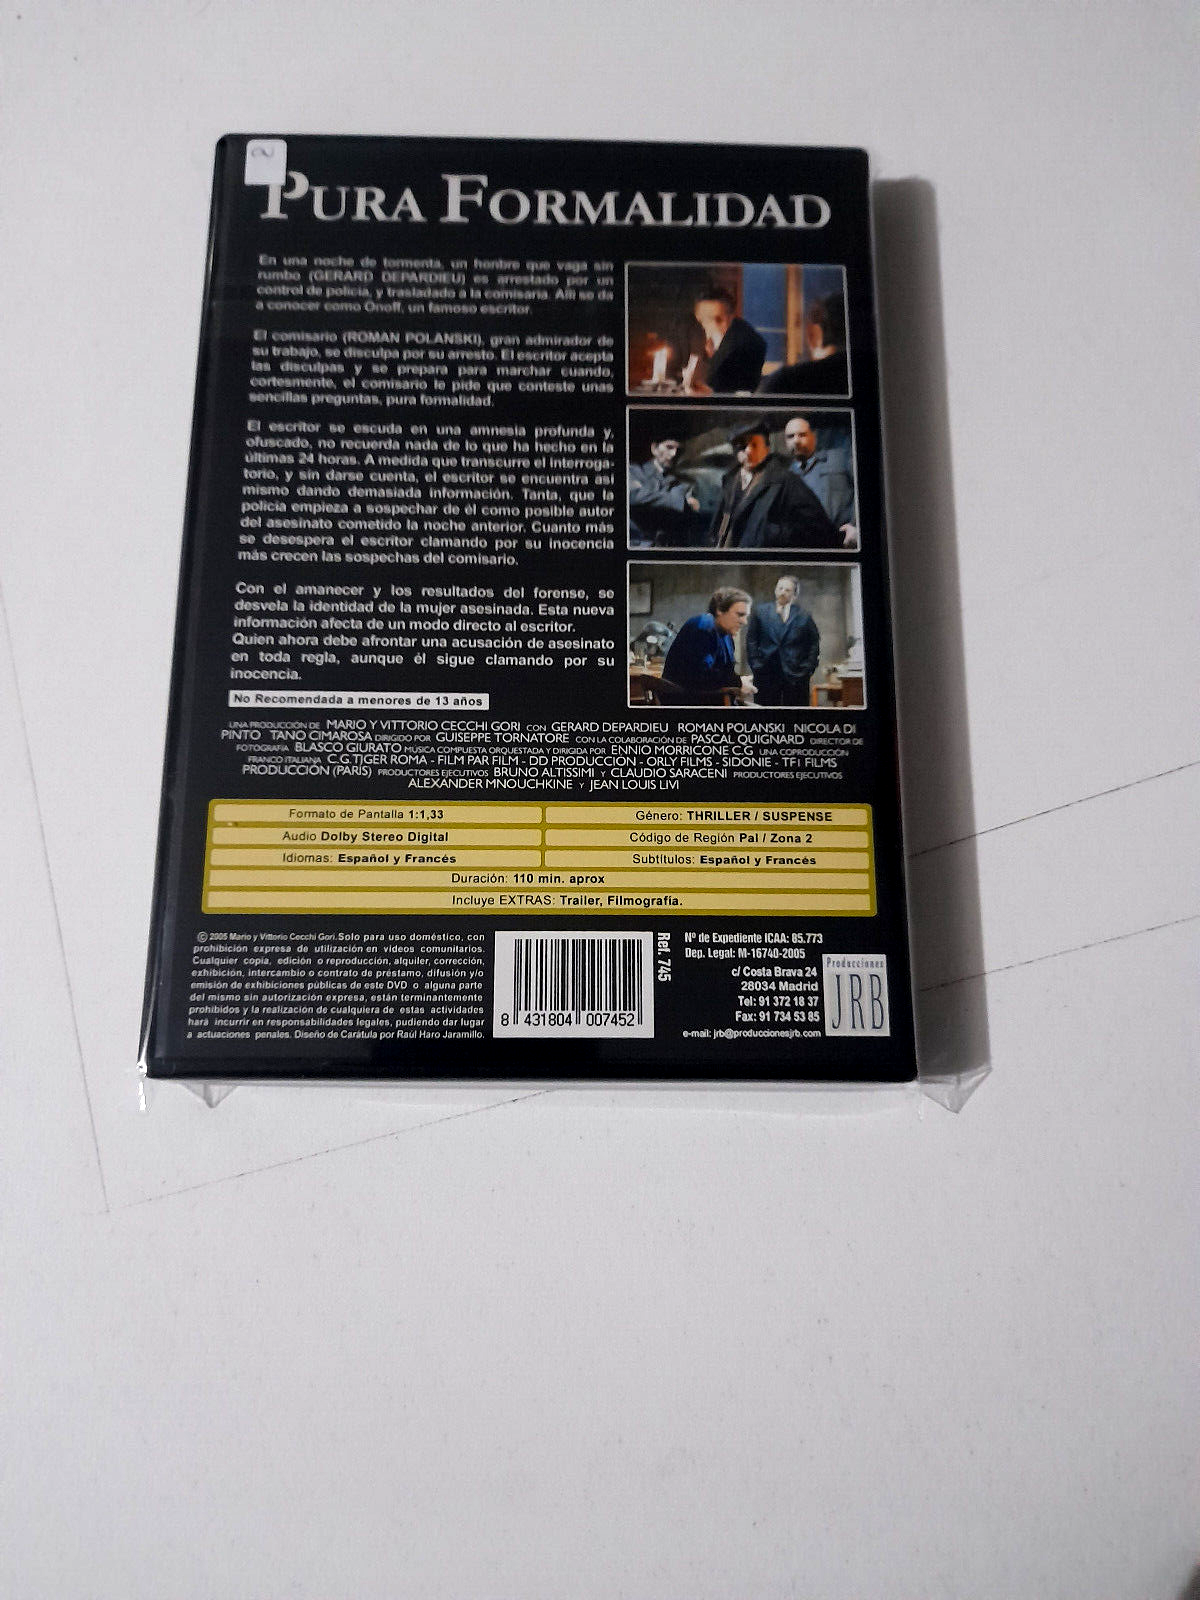 PURA FORMALIDAD
En una noche de tormenta, un hombre que vaga sin
rumbo (GERARD DEPARDIEU) es arrestado por un
control de policía, y trasladado a la comisaría. Allí se da
a conocer como Onoff, un famoso escritor.
El comisario (ROMAN POLANSKI), gran admirador de
su trabajo, se disculpa por su arresto. El escritor acepta
las disculpas y se prepara para marchar cuando,
cortesmente, el comisario le pide que conteste unas
sencillas preguntas, pura formalidad.
El escritor se escuda en una amnesia profunda y,
ofuscado, no recuerda nada de lo que ha hecho en la
últimas 24 horas. A medida que transcurre el interroga-
torio, y sin darse cuenta, el escritor se encuentra así
mismo dando demasiada información. Tanta, que la
policía empieza a sospechar de él como posible autor
del asesinato cometido la noche anterior. Cuanto más
se desespera el escritor clamando por su inocencia
más crecen las sospechas del comisario.
Con el amanecer y los resultados del forense, se
desvela la identidad de la mujer asesinada. Esta nueva
información afecta de un modo directo al escritor.
Quien ahora debe afrontar una acusación de asesinato
en toda regla, aunque él sigue clamando por su
inocencia.
No Recomendada a menores de 13 años
UNA PRODUCCIÓN DE MARIO Y VITTORIO CECCHI GORI CON GERARD DEPARDIEU ROMAN POLANSKI NICOLA DI
PINTO TANO CIMAROSA DIRIGIDO POR GUISEPPE TORNATORE CON LA COLABORACIÓN DE PASCAL QUIGNARD DIRECTOR DE
FOTOGRAFIA BLASCO GIURATO MÚSICA COMPUESTA ORQUESTADA Y DIRIGIDA POR ENNIO MORRICONE C.G UNA COPRODUCCIÓN
FRANCO ITALIANA C.G.TIGER ROMA - FILM PAR FILM - DD PRODUCCION - ORLY FILMS - SIDONIE - TF1 FILMS
PRODUCCIÓN (PARÍS) PRODUCTORES EJECUTIVOS BRUNO ALTISSIMI Y CLAUDIO SARACENI PRODUCTORES EJECUTIVOS
ALEXANDER MNOUCHKINE Y JEAN LOUIS LIVI
Formato de Pantalla 1:1,33 Género: THRILLER / SUSPENSE
Audio Dolby Stereo Digital Código de Región Pal / Zona 2
Idiomas: Español y Francés Subtítulos: Español y Francés
Duración: 110 min. aprox
Incluye EXTRAS: Trailer, Filmografía.
© 2005 Mario y Vittorio Cecchi Gori. Solo para uso doméstico, con
prohibición expresa de utilización en vídeos comunitarios.
Cualquier copia, edición o reproducción, alquiler, corrección,
exhibición, intercambio o contrato de préstamo, difusión y/o
emisión de exhibiciones públicas de este DVD o alguna parte
del mismo sin autorización expresa, están terminantemente
prohibidos y la realización de cualquiera de estas actividades
hará incurrir en responsabilidades legales, pudiendo dar lugar
a actuaciones penales. Diseño de Carátula por Raúl Haro Jaramillo.
8 431804 007452
Ref. 745
Nº de Expediente ICAA: 85.773
Dep. Legal: M-16740-2005
c/ Costa Brava 24
28034 Madrid
Tel: 91 372 18 37
Fax: 91 734 53 85
e-mail: jrb@produccionesjrb.com
Producciones
JRB